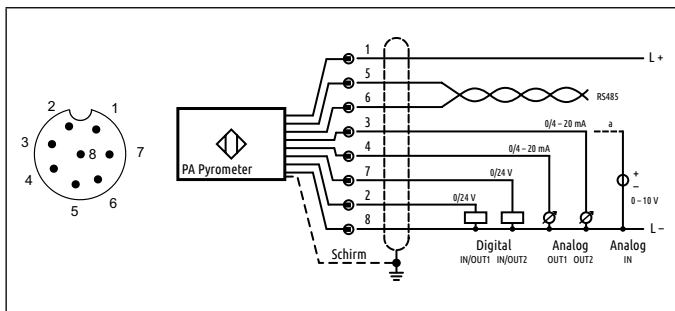 2
1
3
8
7
4
6
5
PA Pyrometer
1
L +
5
RS485
6
3
0/4 – 20 mA
a
4
0/4 – 20 mA
7
0/24 V
+
–
0 – 10 V
2
0/24 V
8
L –
Schirm
Digital
Analog
Analog
IN/OUT1 IN/OUT2
OUT1 OUT2
IN